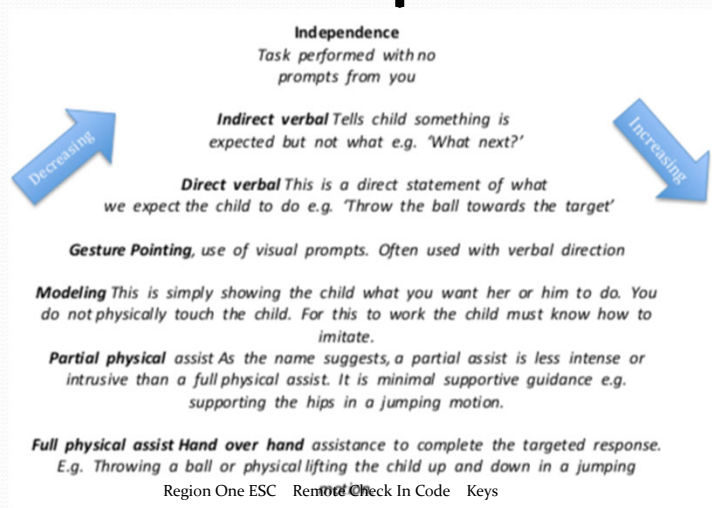 Independence
Task performed with no
prompts from you
Indirect verbal Tells child something is
expected but not what e.g. ‘What next?’
Decreasing
Increasing
Direct verbal This is a direct statement of what
we expect the child to do e.g. ‘Throw the ball towards the target’
Gesture Pointing, use of visual prompts. Often used with verbal direction
Modeling This is simply showing the child what you want her or him to do. You
do not physically touch the child. For this to work the child must know how to
imitate.
Partial physical assist As the name suggests, a partial assist is less intense or
intrusive than a full physical assist. It is minimal supportive guidance e.g.
supporting the hips in a jumping motion.
Full physical assist Hand over hand assistance to complete the targeted response.
E.g. Throwing a ball or physical lifting the child up and down in a jumping
Region One ESC Remote Check In Code Keys